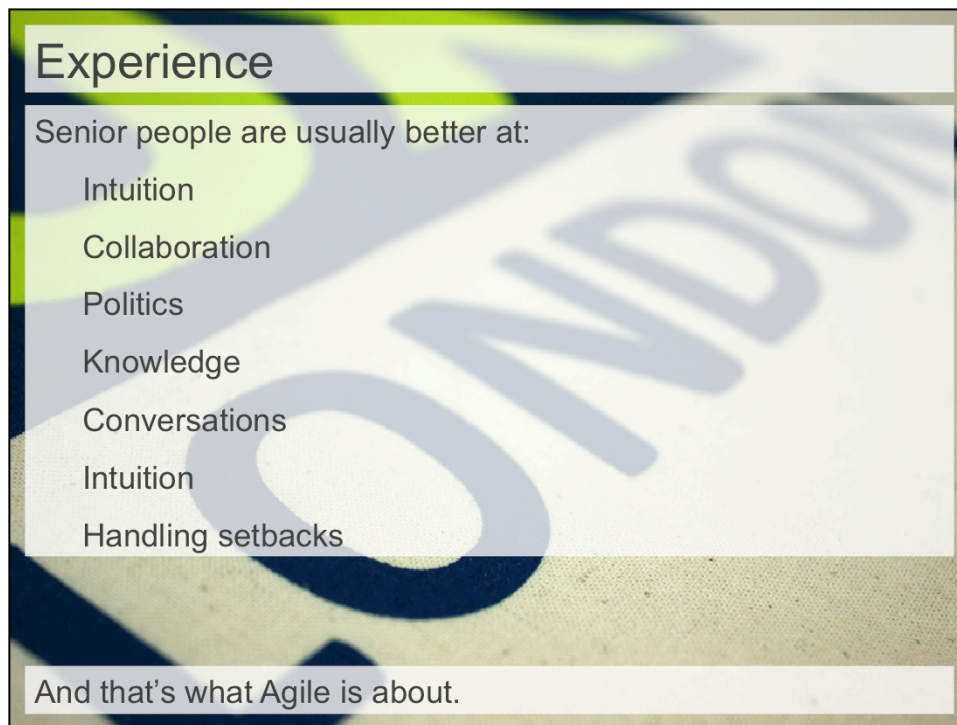 Experience
Senior people are usually better at:
Intuition
Collaboration
Politics
Knowledge
Conversations
Intuition
Handling setbacks
And that's what Agile is about.
LONDON